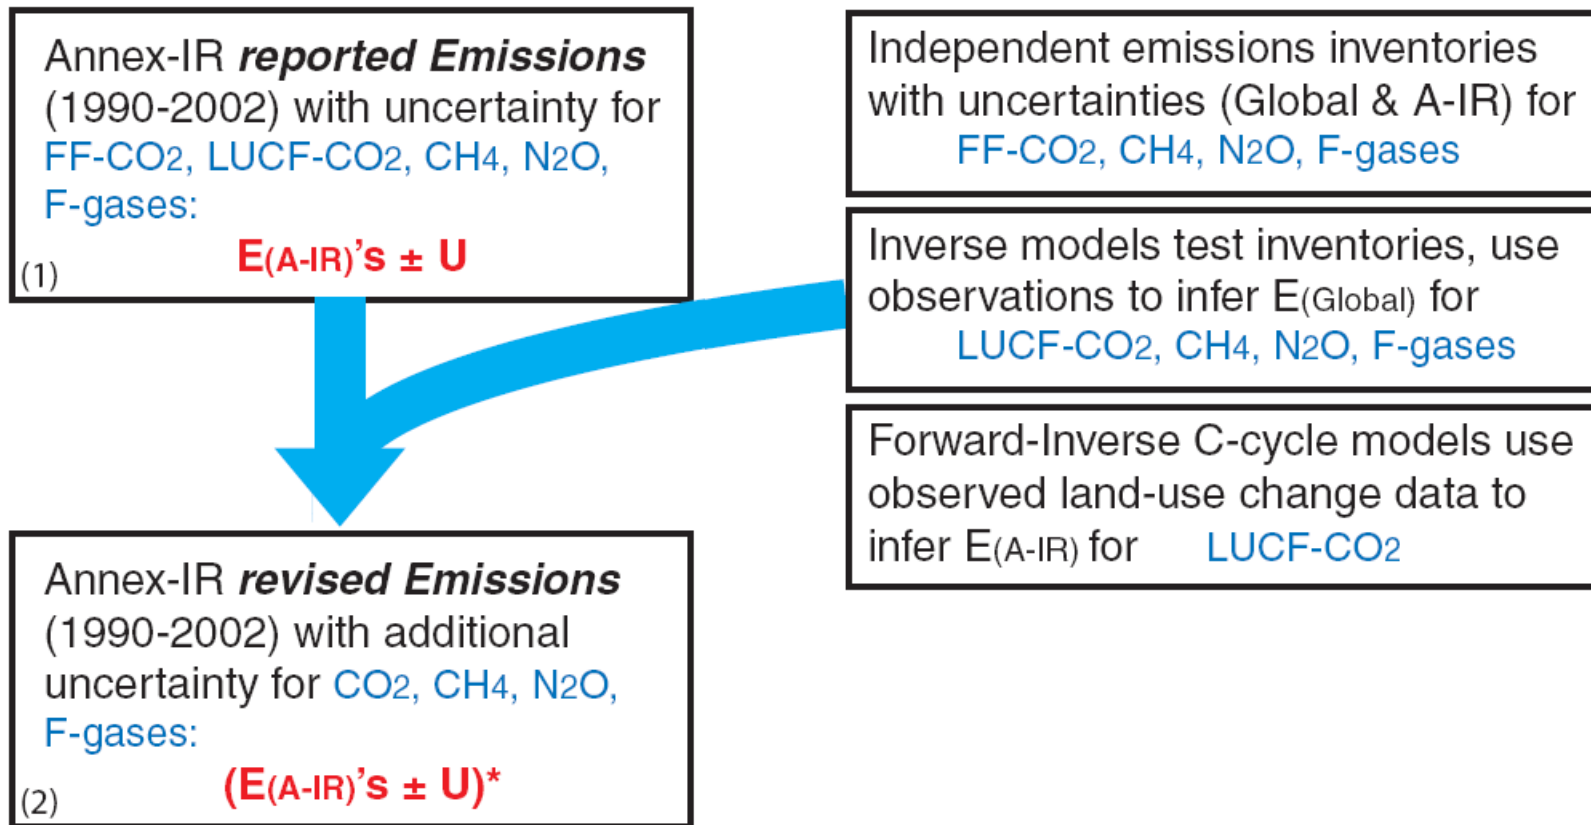 Annex-IR reported Emissions
(1990-2002) with uncertainty for
FF-CO2, LUCF-CO2, CH4, N2O,
F-gases:
E(A-IR)'s ± U
(1)
Independent emissions inventories
with uncertainties (Global & A-IR) for
FF-CO2, CH4, N2O, F-gases
Inverse models test inventories, use
observations to infer E(Global) for
LUCF-CO2, CH4, N2O, F-gases
Forward-Inverse C-cycle models use
observed land-use change data to
infer E(A-IR) for LUCF-CO2
Annex-IR revised Emissions
(1990-2002) with additional
uncertainty for CO2, CH4, N2O,
F-gases:
(E(A-IR)'s ± U)*
(2)